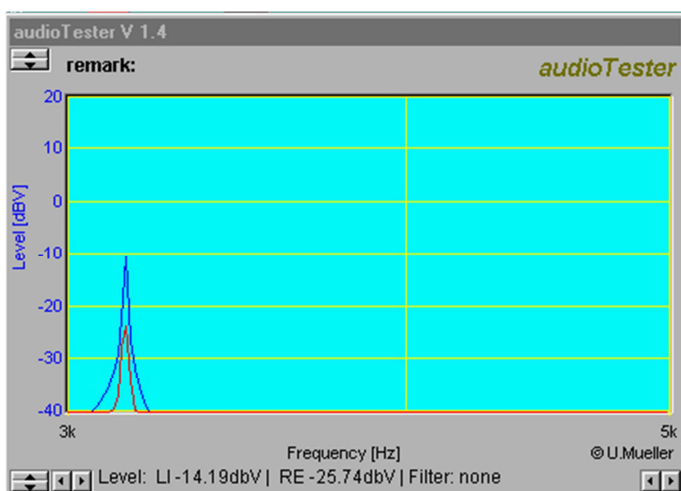 audioTester V 1.4
remark:
audioTester
20
10
0
-10
-20
-30
-40
Level [dBV]
3k
5k
Frequency [Hz]
© U.Mueller
Level: LI -14.19dbV | RE -25.74dbV | Filter: none